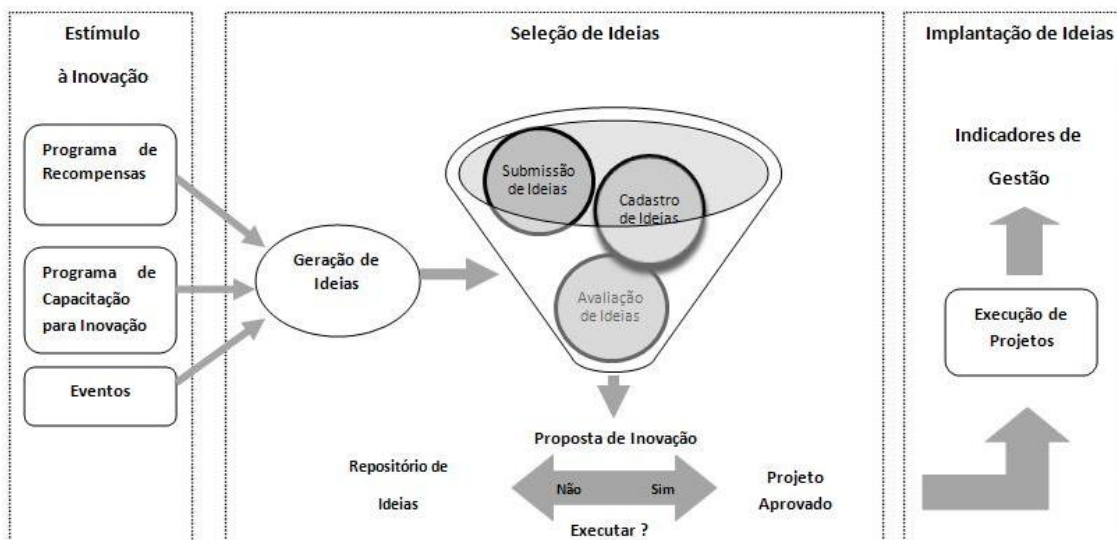 Estímulo
à Inovação
Programa de
Recompensas
Programa de
Capacitação
para Inovação
Eventos
Seleção de Ideias
Geração de
Ideias
Submissão
de Ideias
Cadastro
de Ideias
Avaliação
de Ideias
Proposta de Inovação
Repositório de
Ideias
Não Sim
Executar ?
Projeto
Aprovado
Implantação de Ideias
Indicadores de
Gestão
Execução de
Projetos